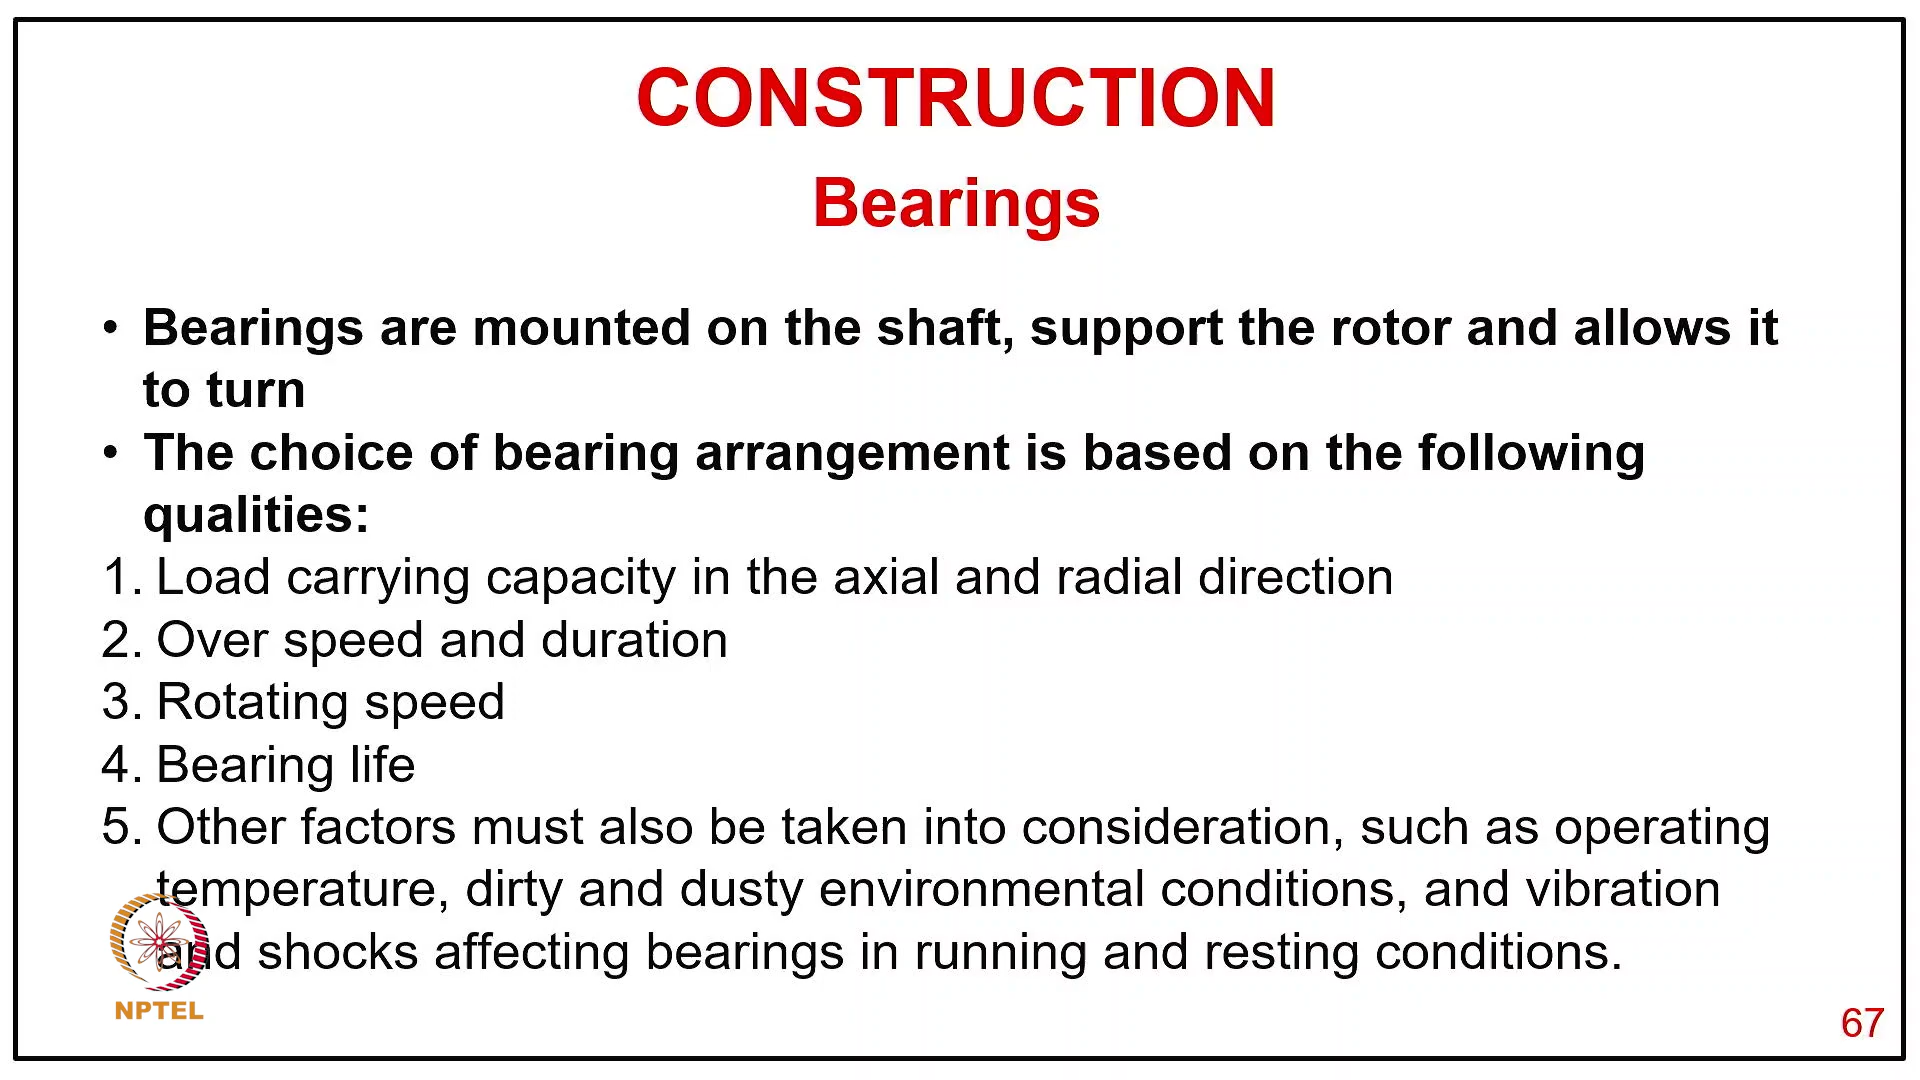 CONSTRUCTION
Bearings
• Bearings are mounted on the shaft, support the rotor and allows it
to turn
• The choice of bearing arrangement is based on the following
qualities:
1. Load carrying capacity in the axial and radial direction
2. Over speed and duration
3. Rotating speed
4. Bearing life
5. Other factors must also be taken into consideration, such as operating
temperature, dirty and dusty environmental conditions, and vibration
and shocks affecting bearings in running and resting conditions.
NPTEL
67